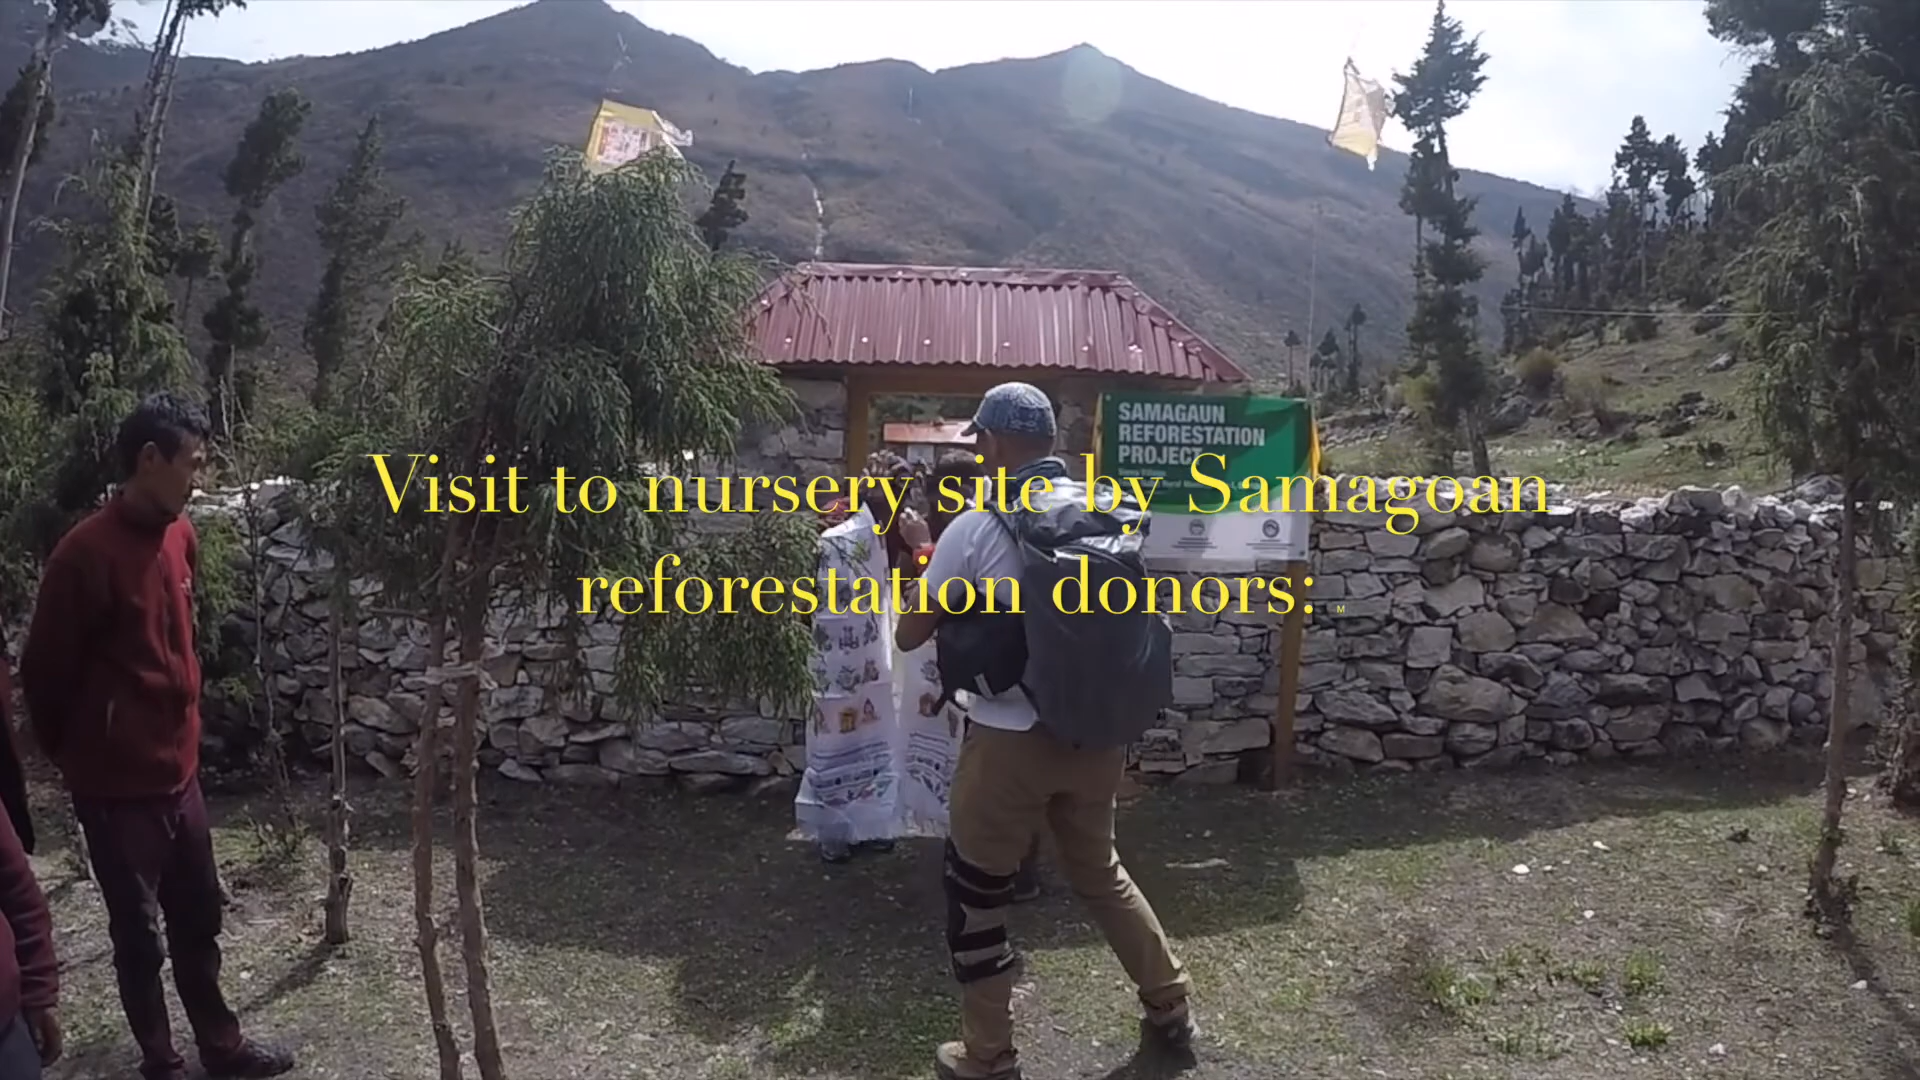 SAMAGAUN
REFORESTATION
PROJECT
Visit to nursery site by Samagoan
reforestation donors: M